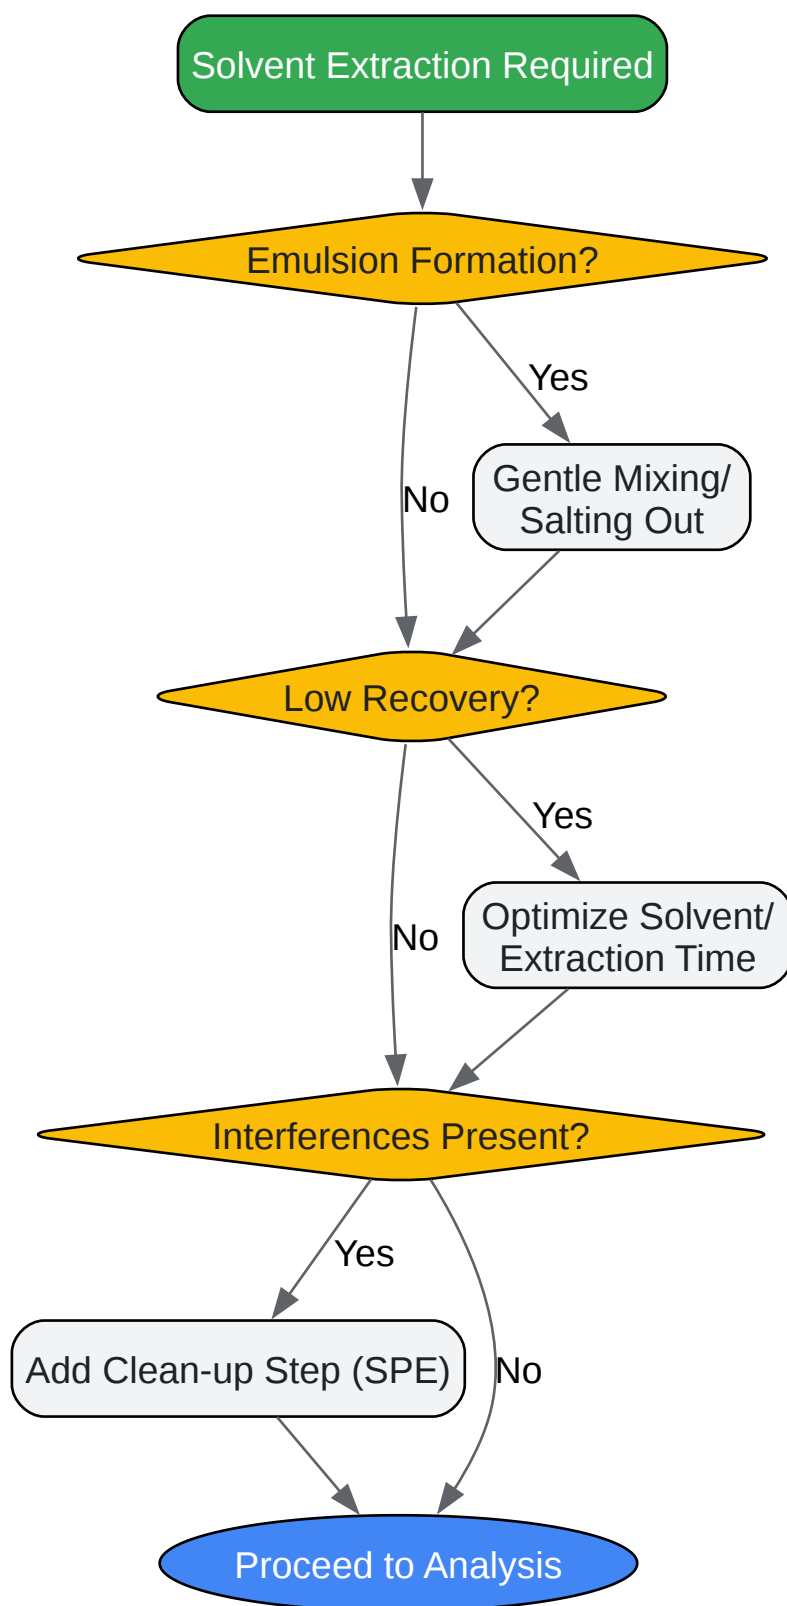 Solvent Extraction Required
Emulsion Formation?
Yes
No
Gentle Mixing/
Salting Out
Low Recovery?
Yes
No
Optimize Solvent/
Extraction Time
Interferences Present?
Yes
No
Add Clean-up Step (SPE)
Proceed to Analysis